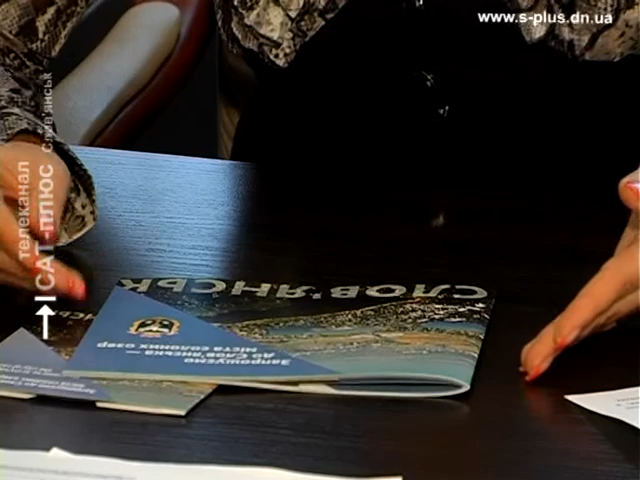 www.s-plus.dn.ua
телеканал
САТ-ПЛЮС
Слов'янськ
СЛОВ'ЯНСЬК
Запрошуємо
до Слов'янська —
міста солоних озер